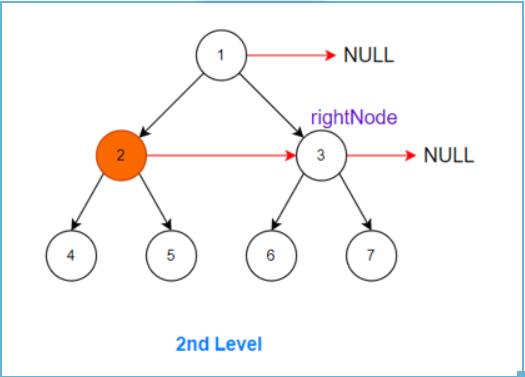 1 NULL
rightNode
2 3 NULL
4 5 6 7
2nd Level